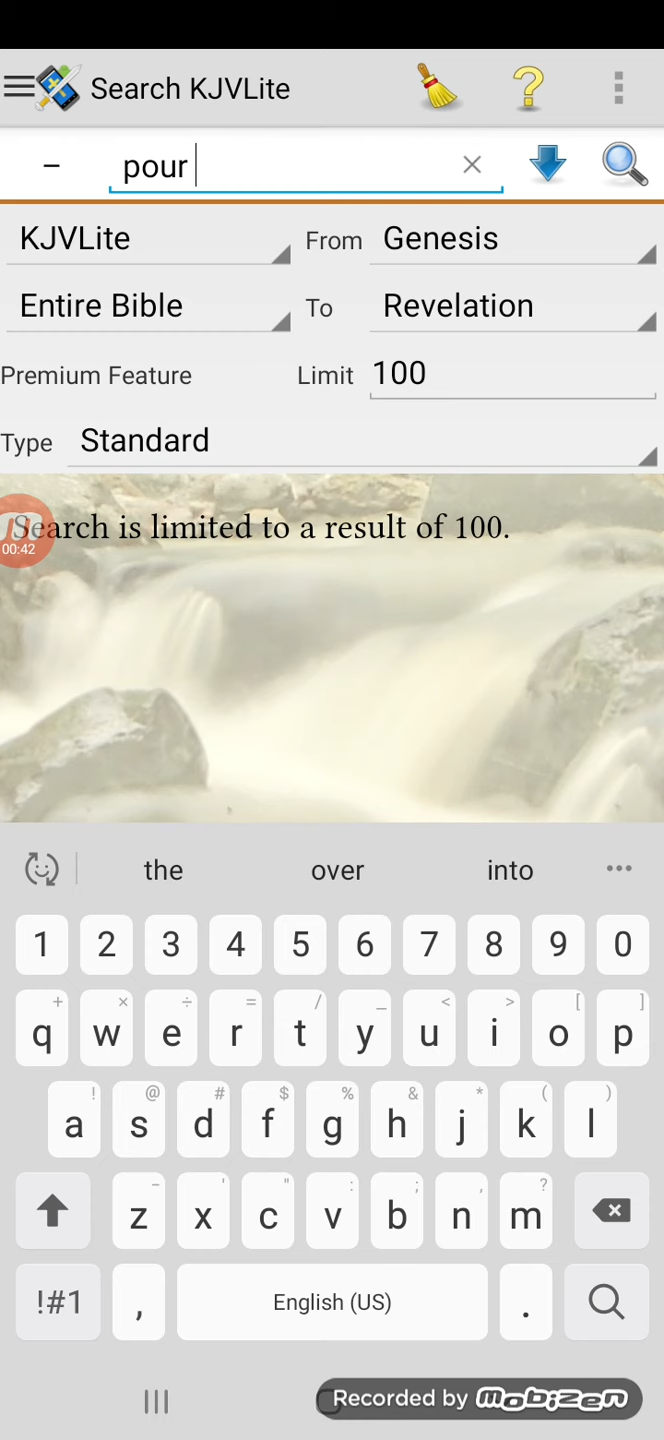 Search KJVLite
– pour
KJVLite From Genesis
Entire Bible To Revelation
Premium Feature Limit 100
Type Standard
Search is limited to a result of 100.
00:42
the over into
1 2 3 4 5 6 7 8 9 0
+ × ÷ = / _ < > [ ]
q w e r t y u i o p
! @ # $ % & * ( )
a s d f g h j k l
- ' " : ; , ?
z x c v b n m
!#1 , English (US) .
Recorded by mobizen